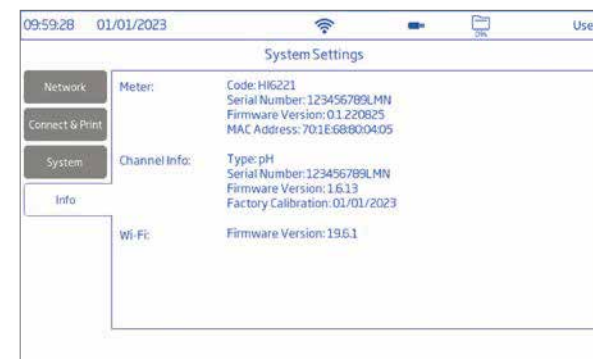 09:59:28 01/01/2023 Use
System Settings
Network
Connect & Print
System
Info
Meter: Code: HI6221
Serial Number: 123456789LMN
Firmware Version: 0.1.220825
MAC Address: 70:1E:68:80:04:05
Channel Info: Type: pH
Serial Number: 123456789LMN
Firmware Version: 1.6.13
Factory Calibration: 01/01/2023
Wi-Fi: Firmware Version: 19.6.1